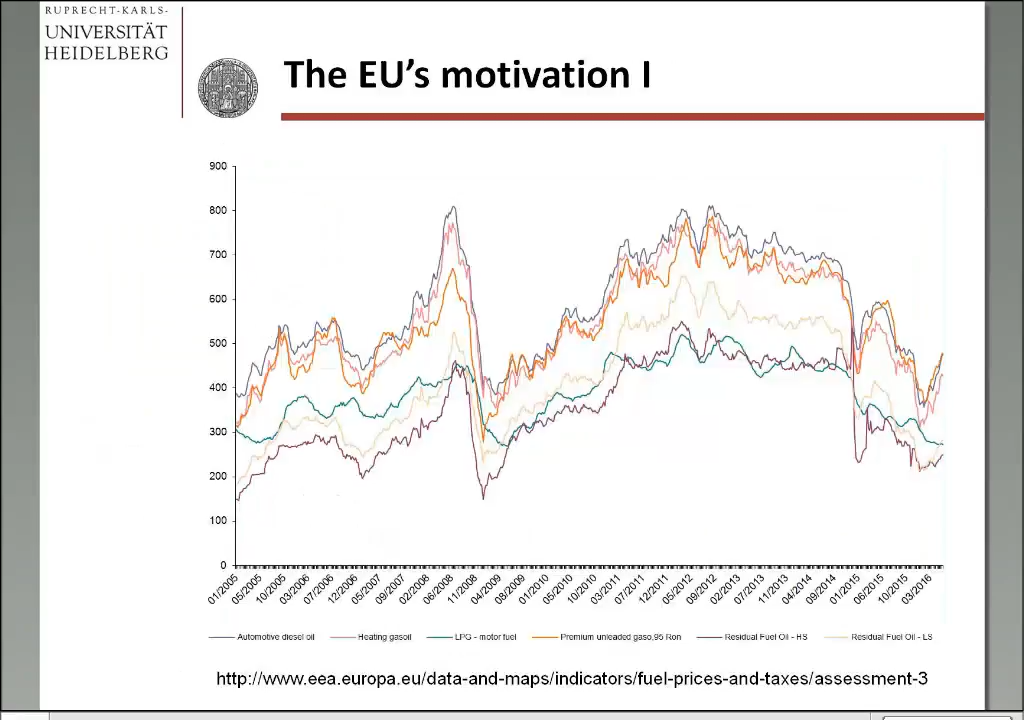 RUPRECHT-KARLS-
UNIVERSITÄT
HEIDELBERG
The EU's motivation I
900
800
700
600
500
400
300
200
100
0
01/2005 05/2005 10/2005 03/2006 07/2006 12/2006 05/2007 09/2007 02/2008 06/2008 11/2008 04/2009 08/2009 01/2010 05/2010 10/2010 03/2011 07/2011 12/2011 05/2012 09/2012 02/2013 07/2013 11/2013 04/2014 09/2014 01/2015 06/2015 10/2015 03/2016
Automotive diesel oil Heating gasoil LPG - motor fuel Premium unleaded gaso,95 Ron Residual Fuel Oil - HS Residual Fuel Oil - LS
http://www.eea.europa.eu/data-and-maps/indicators/fuel-prices-and-taxes/assessment-3